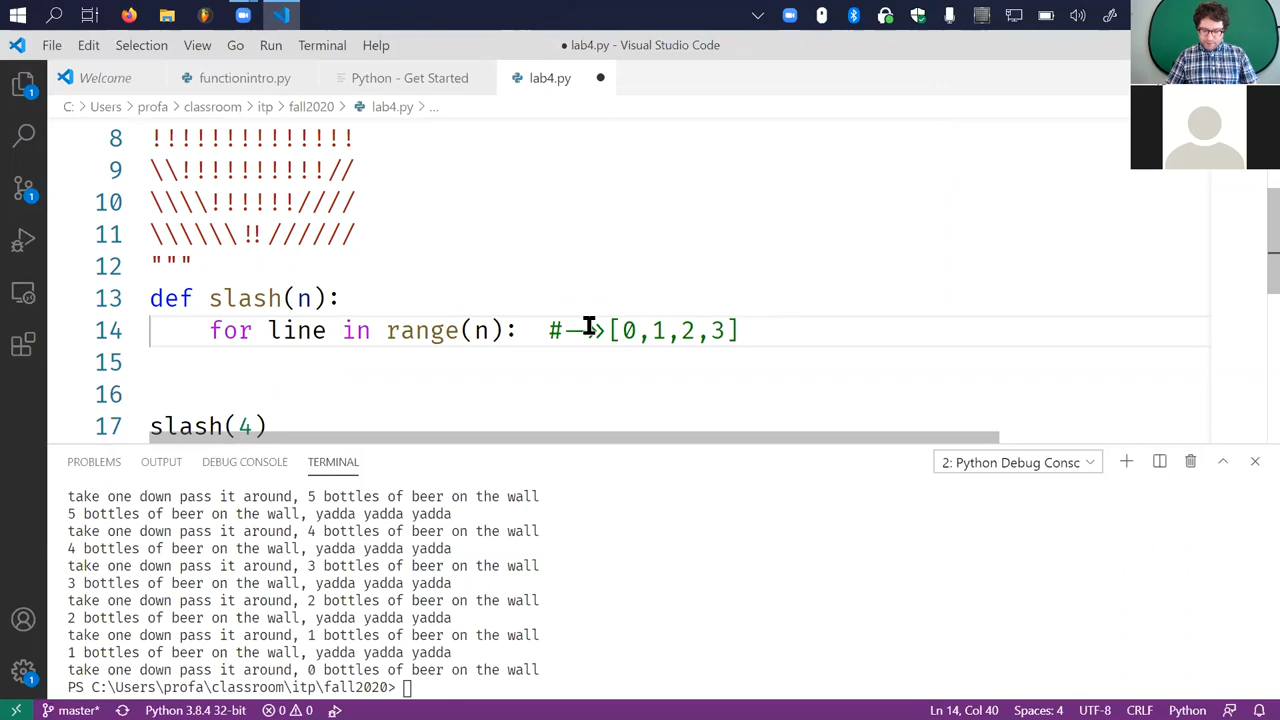 File Edit Selection View Go Run Terminal Help
● lab4.py - Visual Studio Code
Welcome functionintro.py Python - Get Started lab4.py
C: > Users > profa > classroom > itp > fall2020 > lab4.py > ...
8 !!!!!!!!!!!!!!
9 \\!!!!!!!!!!//
10 \\\\!!!!!!////
11 \\\\\\!!//////
12 """
13 def slash(n):
14 for line in range(n): #-->[0,1,2,3]
15
16
17 slash(4)
PROBLEMS OUTPUT DEBUG CONSOLE TERMINAL 2: Python Debug Consc
take one down pass it around, 5 bottles of beer on the wall
5 bottles of beer on the wall, yadda yadda yadda
take one down pass it around, 4 bottles of beer on the wall
4 bottles of beer on the wall, yadda yadda yadda
take one down pass it around, 3 bottles of beer on the wall
3 bottles of beer on the wall, yadda yadda yadda
take one down pass it around, 2 bottles of beer on the wall
2 bottles of beer on the wall, yadda yadda yadda
take one down pass it around, 1 bottles of beer on the wall
1 bottles of beer on the wall, yadda yadda yadda
take one down pass it around, 0 bottles of beer on the wall
PS C:\Users\profa\classroom\itp\fall2020>
master* Python 3.8.4 32-bit 0 0 Ln 14, Col 40 Spaces: 4 UTF-8 CRLF Python